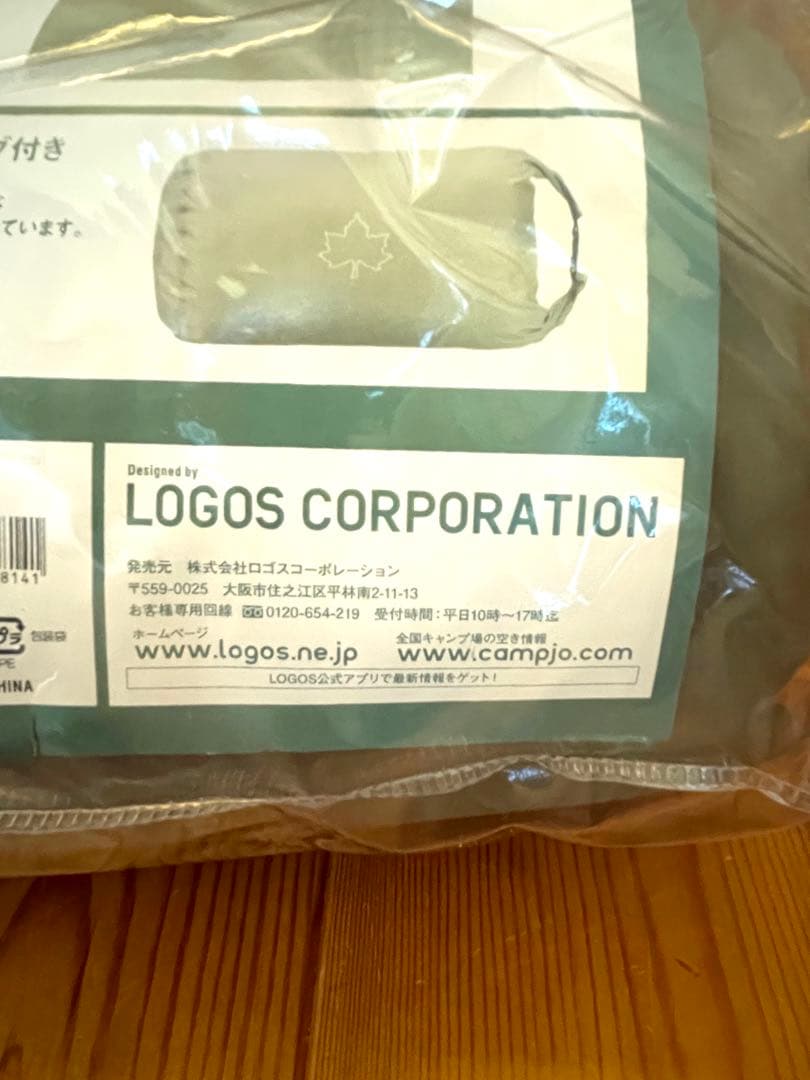 グ付き
ています。
Designed by
LOGOS CORPORATION
発売元 株式会社ロゴスコーポレーション
〒559-0025 大阪市住之江区平林南2-11-13
お客様専用回線 0120-654-219 受付時間:平日10時〜17時迄
ホームページ 全国キャンプ場の空き情報
www.logos.ne.jp www.campjo.com
LOGOS公式アプリで最新情報をゲット!
8141
プラ 包装袋
PE
HINA